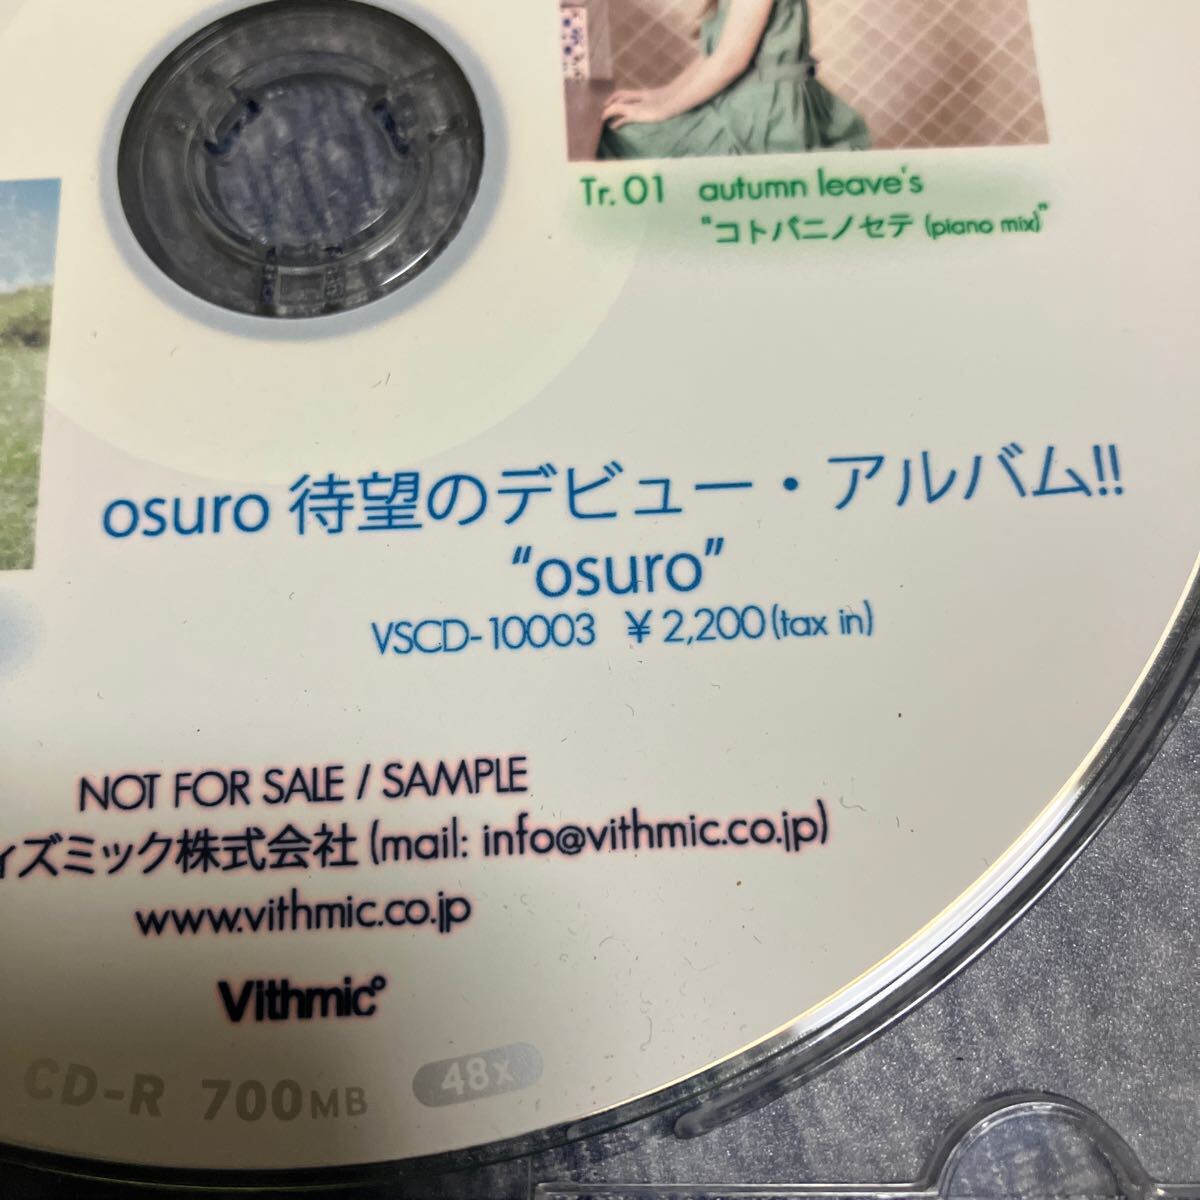 Tr. 01 autumn leave's
"コトバニノセテ (piano mix)"
osuro 待望のデビュー・アルバム!!
"osuro"
VSCD-10003 ¥2,200(tax in)
NOT FOR SALE / SAMPLE
ィズミック株式会社 (mail: info@vithmic.co.jp)
www.vithmic.co.jp
Vithmic°
CD-R 700MB 48x